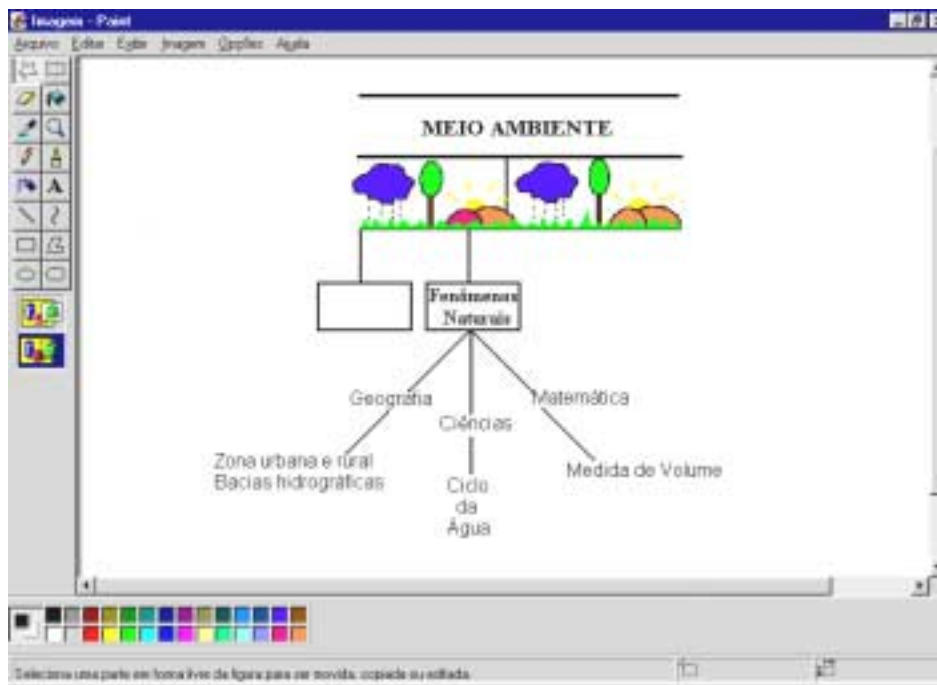 Imagem - Paint
Arquivo Editar Exibir Imagem Opções Ajuda
A
MEIO AMBIENTE
Fenômenos
Naturais
Geografia
Matemática
Ciências
Zona urbana e rural
Bacias hidrográficas
Medida de Volume
Ciclo
da
Água
Seleciona uma parte em forma livre da figura para ser movida, copiada ou editada.